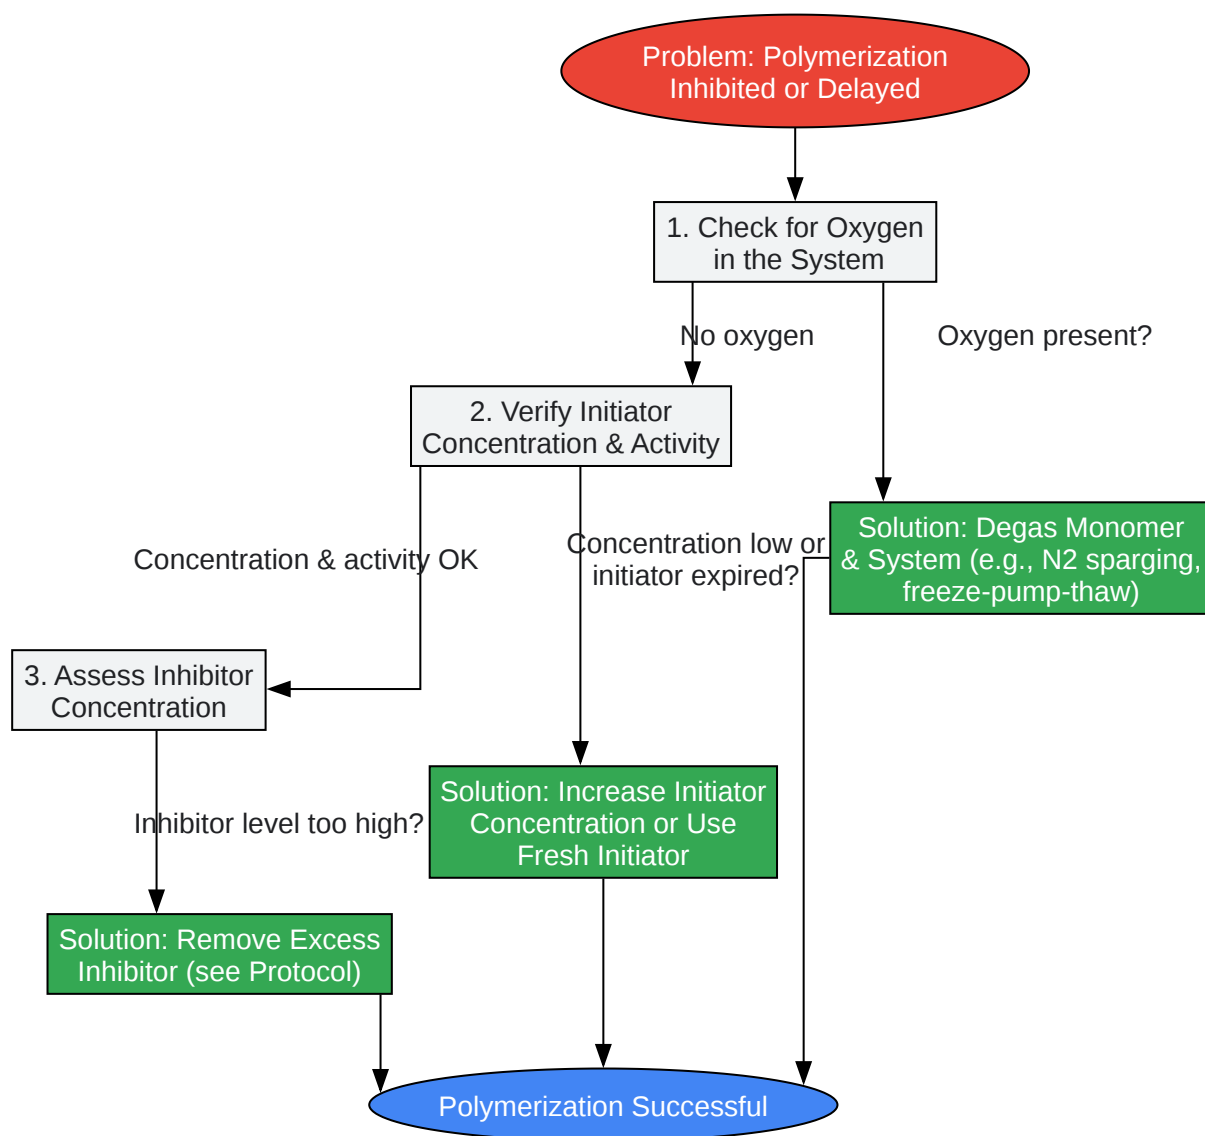 Problem: Polymerization
Inhibited or Delayed
1. Check for Oxygen
in the System
No oxygen
Oxygen present?
2. Verify Initiator
Concentration & Activity
Solution: Degas Monomer
& System (e.g., N2 sparging,
freeze-pump-thaw)
Concentration & activity OK
Concentration low or
initiator expired?
3. Assess Inhibitor
Concentration
Solution: Increase Initiator
Concentration or Use
Fresh Initiator
Inhibitor level too high?
Solution: Remove Excess
Inhibitor (see Protocol)
Polymerization Successful